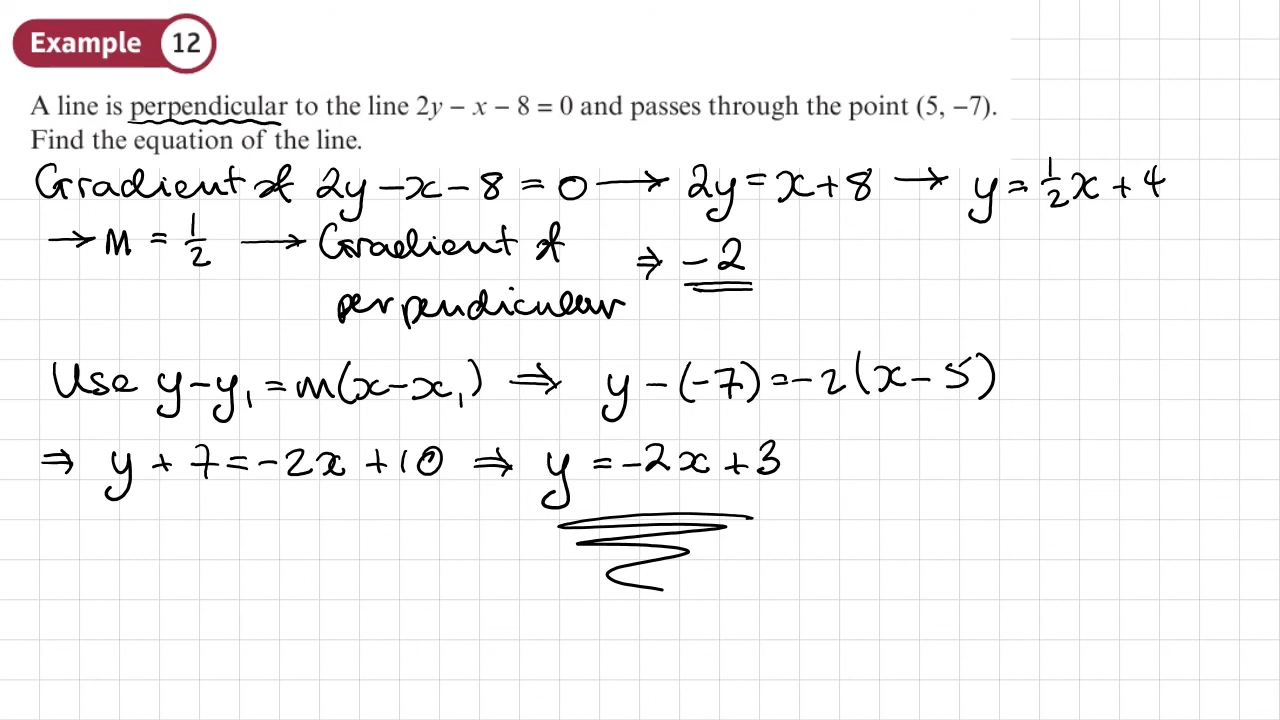 Example 12
A line is perpendicular to the line 2y − x − 8 = 0 and passes through the point (5, −7).
Find the equation of the line.
Gradient of 2y − x − 8 = 0 → 2y = x + 8 → y = ½x + 4
→ M = ½ → Gradient of perpendicular ⇒ −2
Use y − y₁ = m(x − x₁) ⇒ y − (−7) = −2(x − 5)
⇒ y + 7 = −2x + 10 ⇒ y = −2x + 3